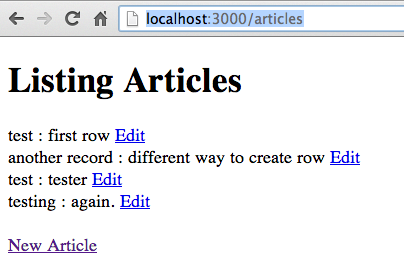 localhost:3000/articles
Listing Articles
test : first row Edit
another record : different way to create row Edit
test : tester Edit
testing : again. Edit
New Article